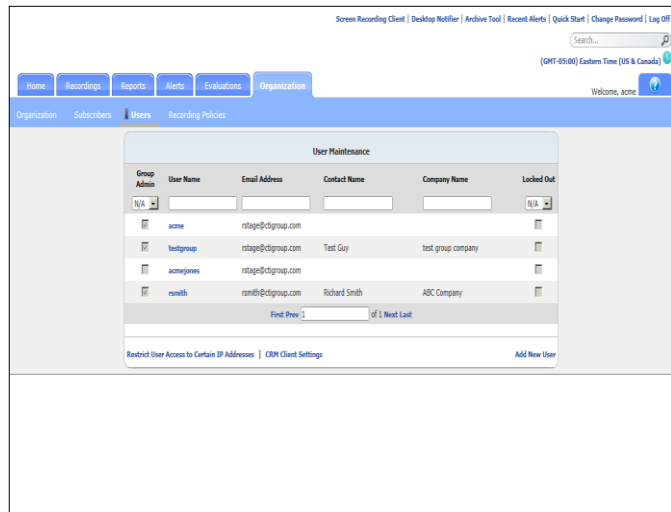 Screen Recording Client | Desktop Notifier | Archive Tool | Recent Alerts | Quick Start | Change Password | Log Off
Search...
(GMT-05:00) Eastern Time (US & Canada)
Home Recordings Reports Alerts Evaluations Organization
Welcome, acme
Organization Subscribers Users Recording Policies
User Maintenance
Group Admin User Name Email Address Contact Name Company Name Locked Out
N/A N/A
acme rstage@ctigroup.com
testgroup rstage@ctigroup.com Test Guy test group company
acmejones rstage@ctigroup.com
rsmith rsmith@ctigroup.com Richard Smith ABC Company
First Prev 1 of 1 Next Last
Restrict User Access to Certain IP Addresses | CRM Client Settings Add New User